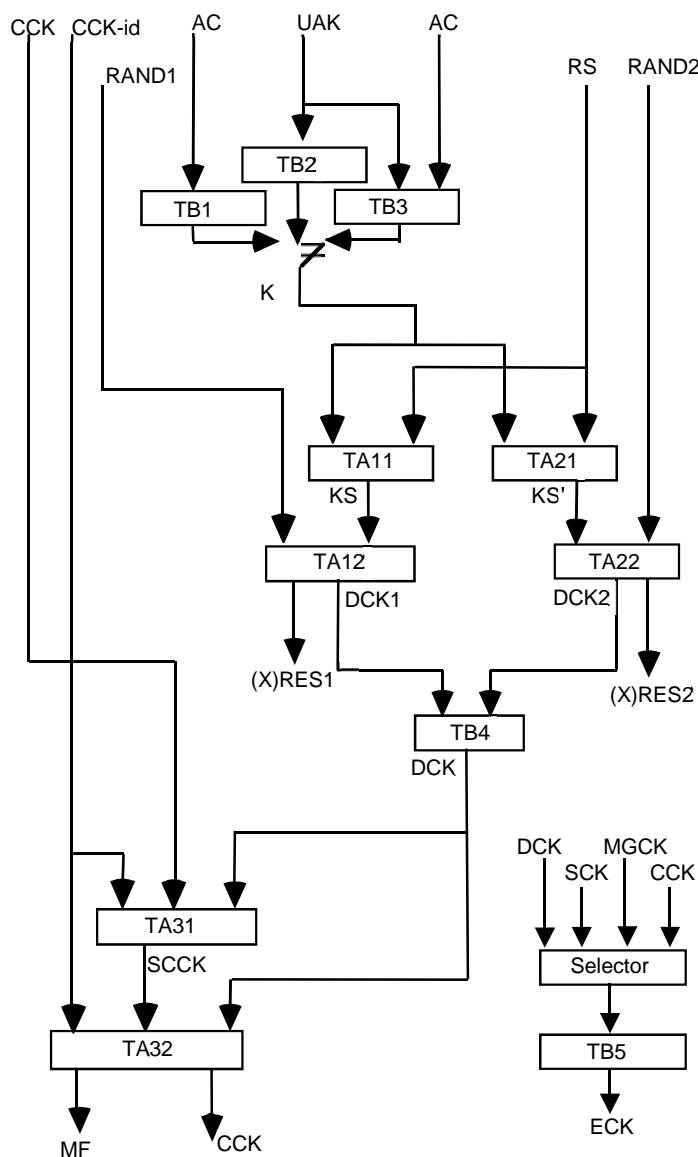 CCK CCK-id AC UAK AC
RAND1 RS RAND2
TB2
TB1 TB3
K
TA11 TA21
KS KS'
TA12 TA22
DCK1 DCK2
(X)RES1 (X)RES2
TB4
DCK
DCK MGCK
SCK CCK
TA31
SCCK Selector
TA32 TB5
MF CCK ECK